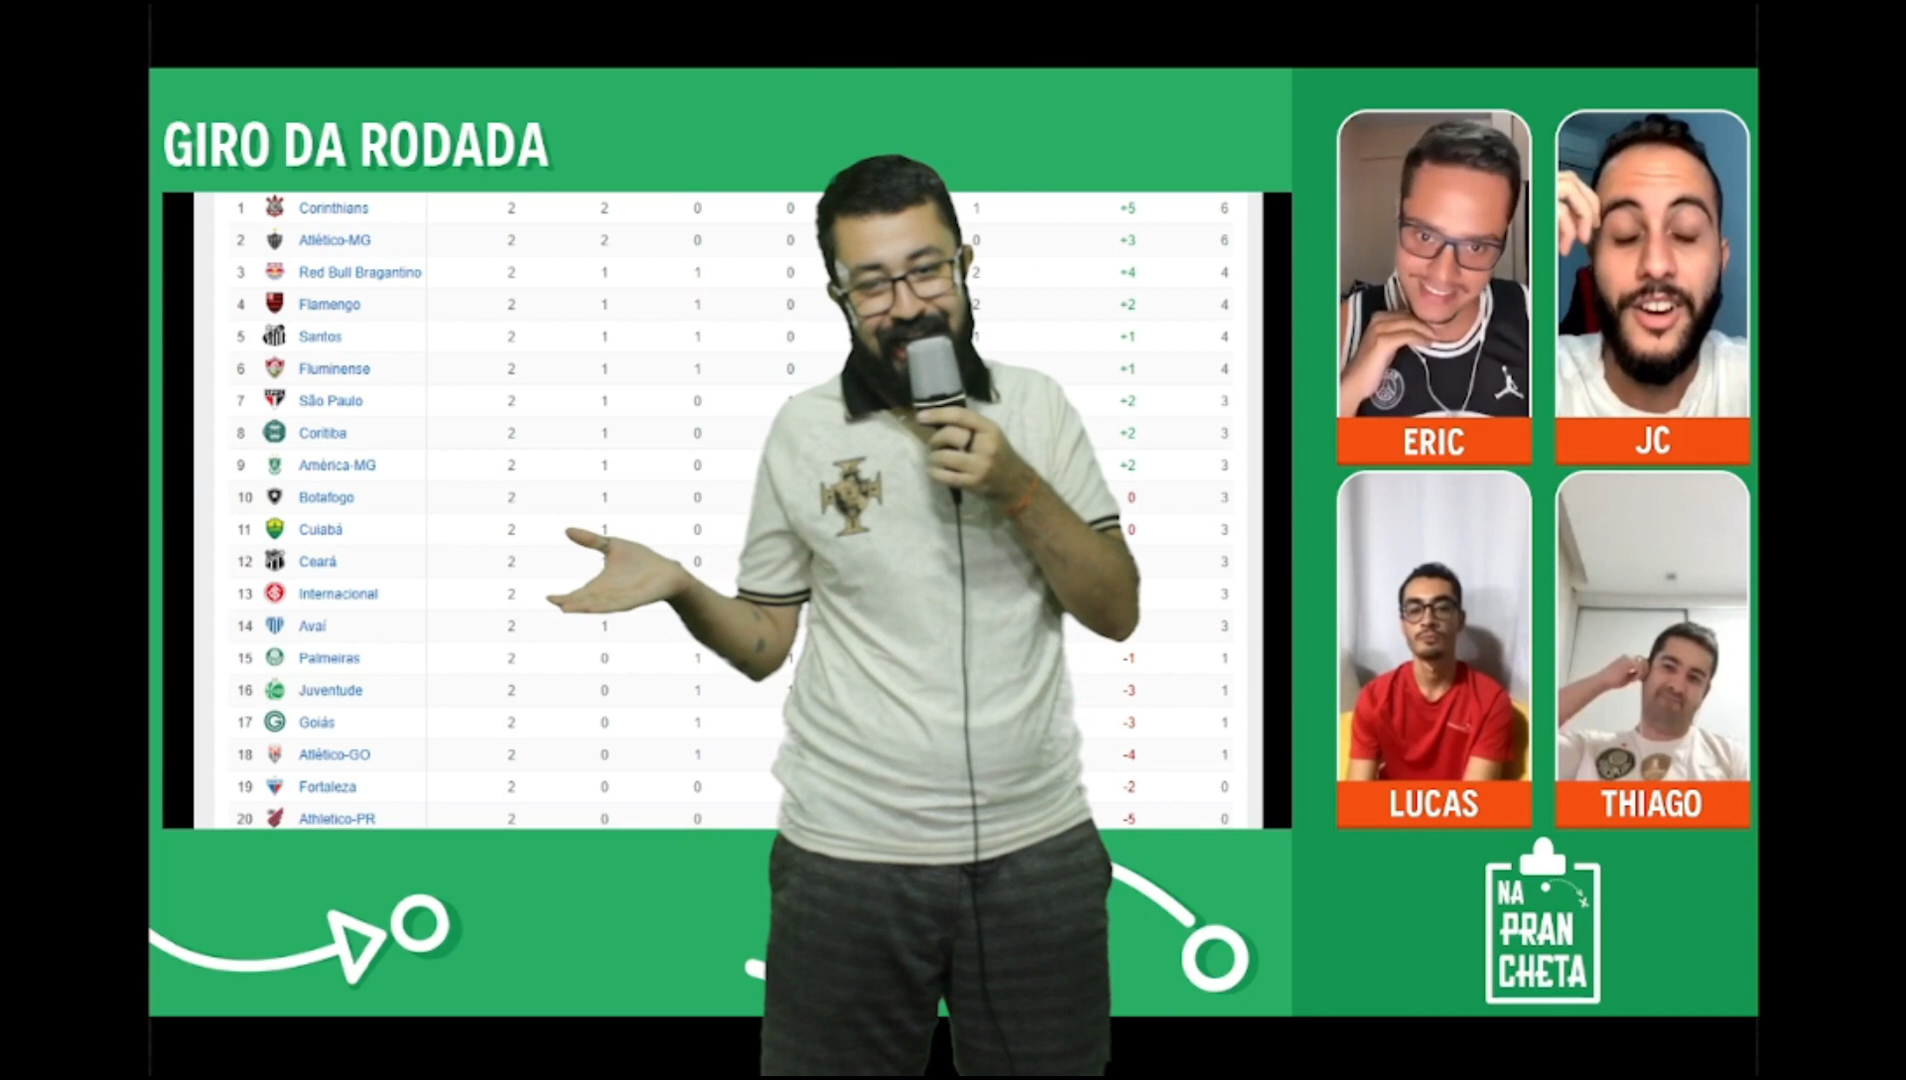 GIRO DA RODADA
1 Corinthians 2 2 0 0 1 +5 6
2 Atlético-MG 2 2 0 0 0 +3 6
3 Red Bull Bragantino 2 1 1 0 2 +4 4
4 Flamengo 2 1 1 0 2 +2 4
5 Santos 2 1 1 0 1 +1 4
6 Fluminense 2 1 1 0 +1 4
7 São Paulo 2 1 0 +2 3
8 Coritiba 2 1 0 +2 3
9 América-MG 2 1 0 +2 3
10 Botafogo 2 1 0 0 3
11 Cuiabá 2 1 0 0 3
12 Ceará 2 0 3
13 Internacional 2 3
14 Avaí 2 1 3
15 Palmeiras 2 0 1 1 -1 1
16 Juventude 2 0 1 1 -3 1
17 Goiás 2 0 1 -3 1
18 Atlético-GO 2 0 1 -4 1
19 Fortaleza 2 0 0 -2 0
20 Athletico-PR 2 0 0 -5 0
ERIC
JC
LUCAS
THIAGO
NA
PRAN
CHETA